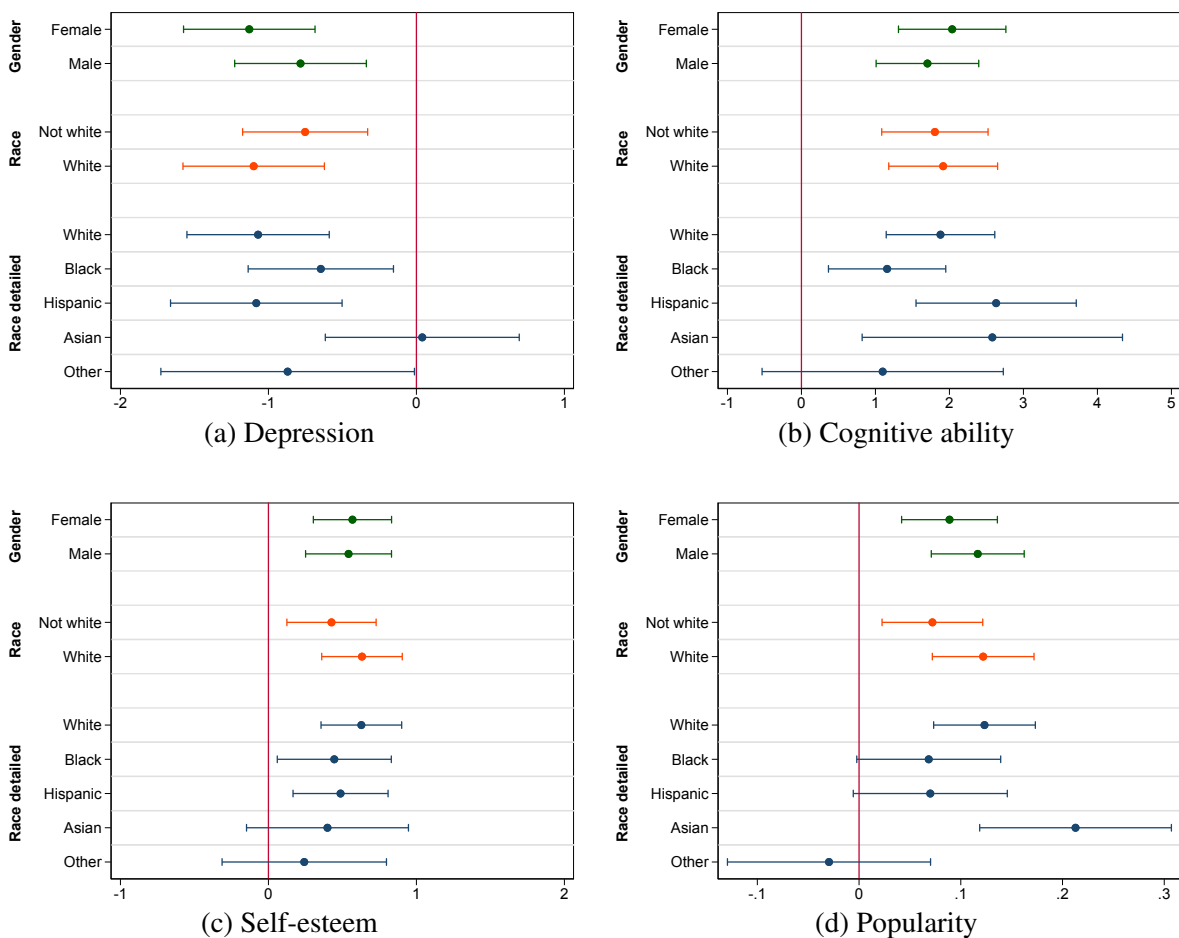 Gender
Female
Male
Race
Not white
White
Race detailed
White
Black
Hispanic
Asian
Other
-2 -1 0 1
(a) Depression
Gender
Female
Male
Race
Not white
White
Race detailed
White
Black
Hispanic
Asian
Other
-1 0 1 2 3 4 5
(b) Cognitive ability
Gender
Female
Male
Race
Not white
White
Race detailed
White
Black
Hispanic
Asian
Other
-1 0 1 2
(c) Self-esteem
Gender
Female
Male
Race
Not white
White
Race detailed
White
Black
Hispanic
Asian
Other
-.1 0 .1 .2 .3
(d) Popularity